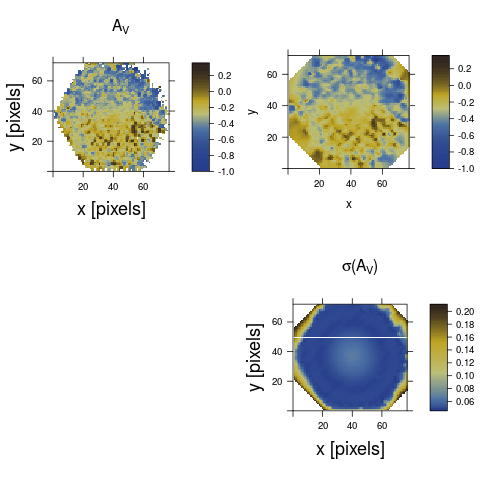 A_V
60
40
20
20 40 60
x [pixels]
y [pixels]
0.2
0.0
-0.2
-0.4
-0.6
-0.8
-1.0
60
40
20
20 40 60
x
y
0.2
0.0
-0.2
-0.4
-0.6
-0.8
-1.0
σ(A_V)
60
40
20
20 40 60
x [pixels]
y [pixels]
0.20
0.18
0.16
0.14
0.12
0.10
0.08
0.06